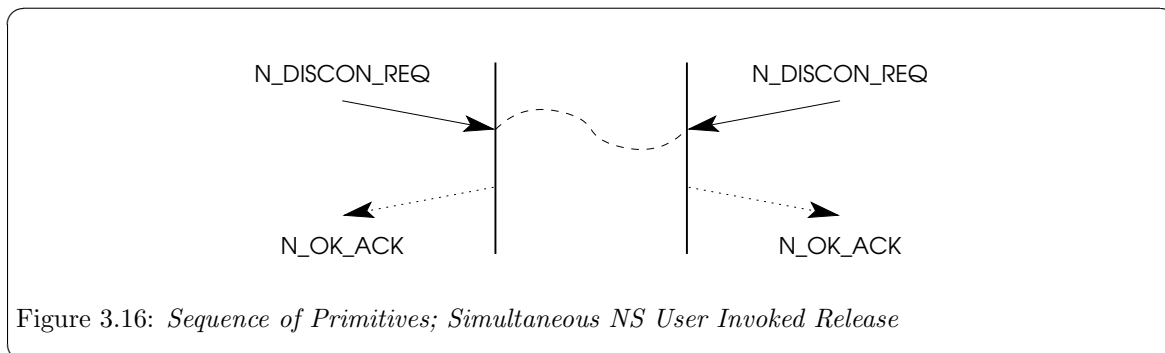 N_DISCON_REQ N_DISCON_REQ
N_OK_ACK N_OK_ACK
Figure 3.16: Sequence of Primitives; Simultaneous NS User Invoked Release